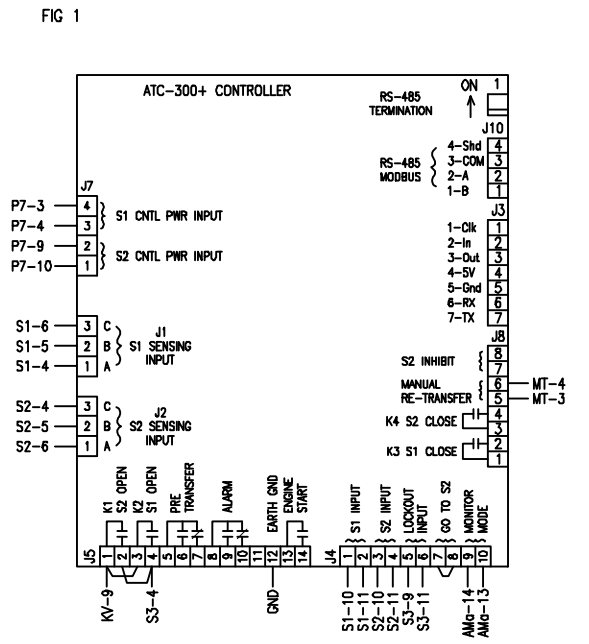 FIG 1
ATC-300+ CONTROLLER
ON
1
RS-485
TERMINATION
J10
RS-485
MODBUS
4-Shd 4
3-COM 3
2-A 2
1-B 1
J3
1-Clk 1
2-In 2
3-Out 3
4-5V 4
5-Gnd 5
6-RX 6
7-TX 7
J8
S2 INHIBIT
8
7
MANUAL
RE-TRANSFER
6 MT-4
5 MT-3
K4 S2 CLOSE
4
3
K3 S1 CLOSE
2
1
J7
P7-3 4
P7-4 3
S1 CNTL PWR INPUT
P7-9 2
P7-10 1
S2 CNTL PWR INPUT
S1-6 3 C
S1-5 2 B
S1-4 1 A
J1
S1 SENSING
INPUT
S2-4 3 C
S2-5 2 B
S2-6 1 A
J2
S2 SENSING
INPUT
K1
S2 OPEN
K2
S1 OPEN
PRE
TRANSFER
ALARM
EARTH GND
ENGINE
START
J5
1 2 3 4 5 6 7 8 9 10 11 12 13 14
KV-9
S3-4
GND
S1 INPUT
S2 INPUT
LOCKOUT
INPUT
GO TO S2
MONITOR
MODE
J4
1 2 3 4 5 6 7 8 9 10
S1-10
S1-11
S2-10
S2-11
S3-9
S3-11
AMa-14
AMa-13